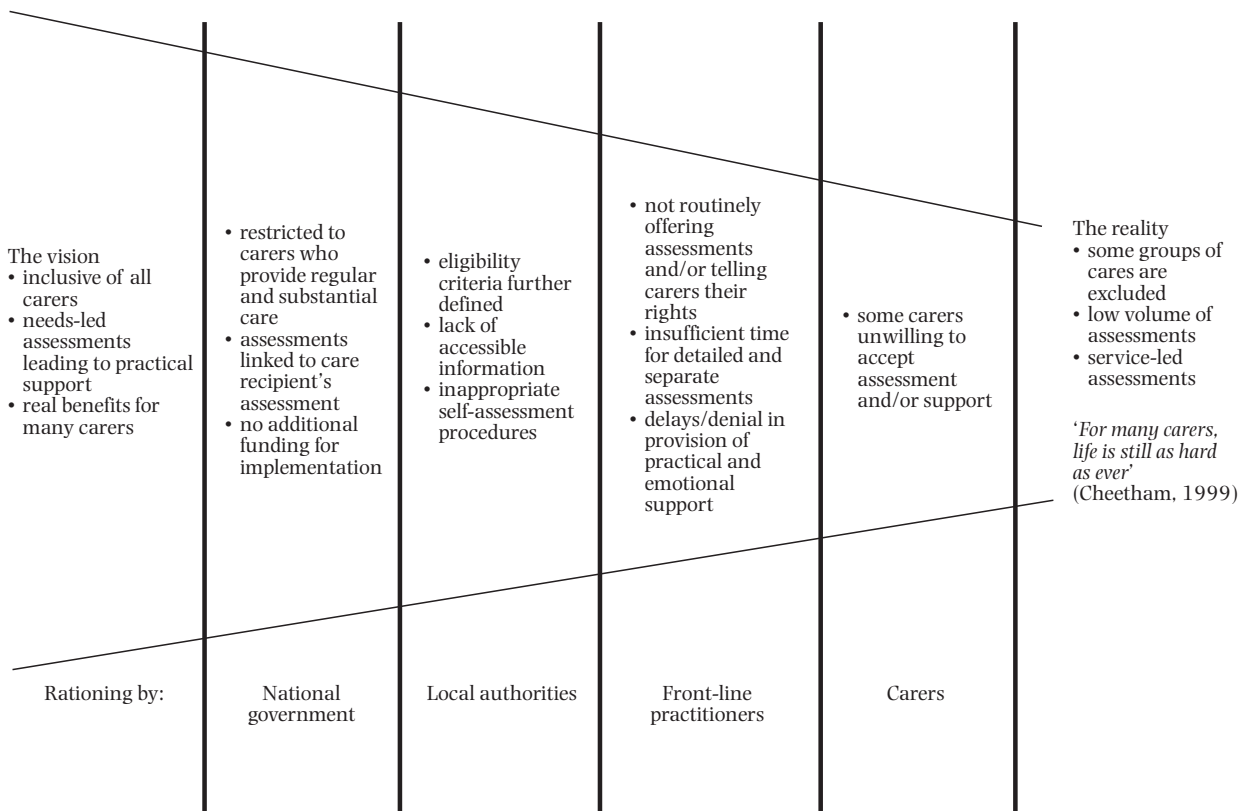 The vision
• inclusive of all
carers
• needs-led
assessments
leading to practical
support
• real benefits for
many carers
• restricted to
carers who
provide regular
and substantial
care
• assessments
linked to care
recipient's
assessment
• no additional
funding for
implementation
• eligibility
criteria further
defined
• lack of
accessible
information
• inappropriate
self-assessment
procedures
• not routinely
offering
assessments
and/or telling
carers their
rights
• insufficient time
for detailed and
separate
assessments
• delays/denial in
provision of
practical and
emotional
support
• some carers
unwilling to
accept
assessment
and/or support
The reality
• some groups of
cares are
excluded
• low volume of
assessments
• service-led
assessments
‘For many carers,
life is still as hard
as ever’
(Cheetham, 1999)
Rationing by:
National
government
Local authorities
Front-line
practitioners
Carers